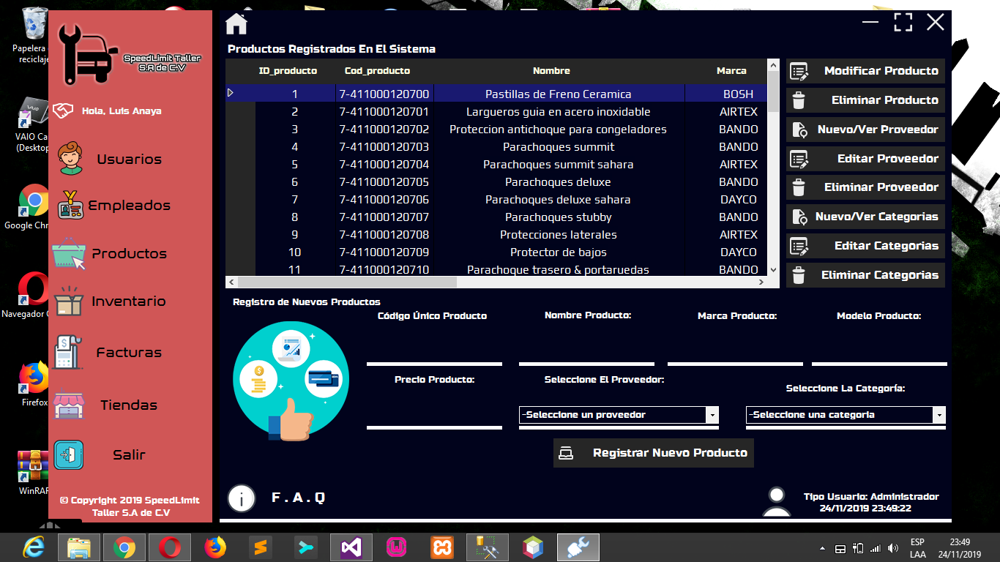 Papelera
reciclaje
VAIO Ca
(Desktop
Google Chr
Navegador
Firefox
WinRAF
SpeedLimit Taller
S.A de C.V
Hola, Luis Anaya
Usuarios
Empleados
Productos
Inventario
Facturas
Tiendas
Salir
© Copyright 2019 SpeedLimit
Taller S.A de C.V
Productos Registrados En El Sistema
ID_producto Cod_producto Nombre Marca
1 7-411000120700 Pastillas de Freno Ceramica BOSH
2 7-411000120701 Largueros guia en acero inoxidable AIRTEX
3 7-411000120702 Proteccion antichoque para congeladores BANDO
4 7-411000120703 Parachoques summit BANDO
5 7-411000120704 Parachoques summit sahara AIRTEX
6 7-411000120705 Parachoques deluxe BANDO
7 7-411000120706 Parachoques deluxe sahara DAYCO
8 7-411000120707 Parachoques stubby BANDO
9 7-411000120708 Protecciones laterales AIRTEX
10 7-411000120709 Protector de bajos DAYCO
11 7-411000120710 Parachoque trasero & portaruedas BANDO
Modificar Producto
Eliminar Producto
Nuevo/Ver Proveedor
Editar Proveedor
Eliminar Proveedor
Nuevo/Ver Categorias
Editar Categorias
Eliminar Categorias
Registro de Nuevos Productos
Código Único Producto Nombre Producto: Marca Producto: Modelo Producto:
Precio Producto: Seleccione El Proveedor: Seleccione La Categoría:
-Seleccione un proveedor -Seleccione una categoria
Registrar Nuevo Producto
F . A . Q
Tipo Usuario: Administrador
24/11/2019 23:49:22
ESP 23:49
LAA 24/11/2019